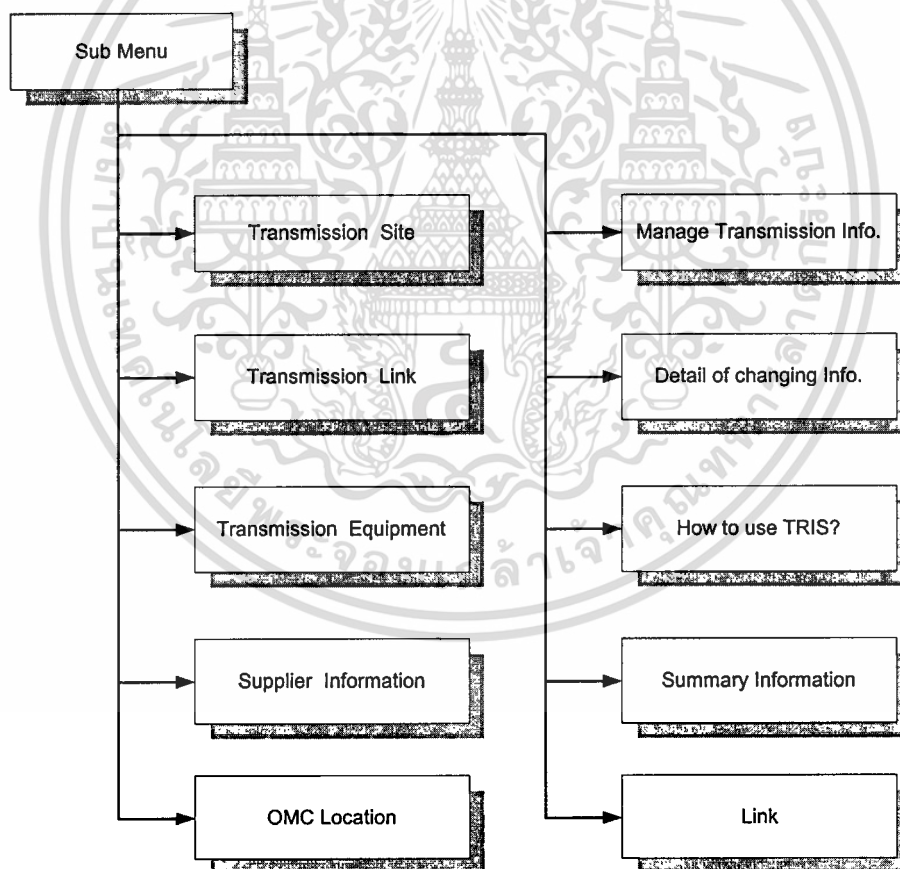 Sub Menu
Transmission Site
Transmission Link
Transmission Equipment
Supplier Information
OMC Location
Manage Transmission Info.
Detail of changing Info.
How to use TRIS?
Summary Information
Link